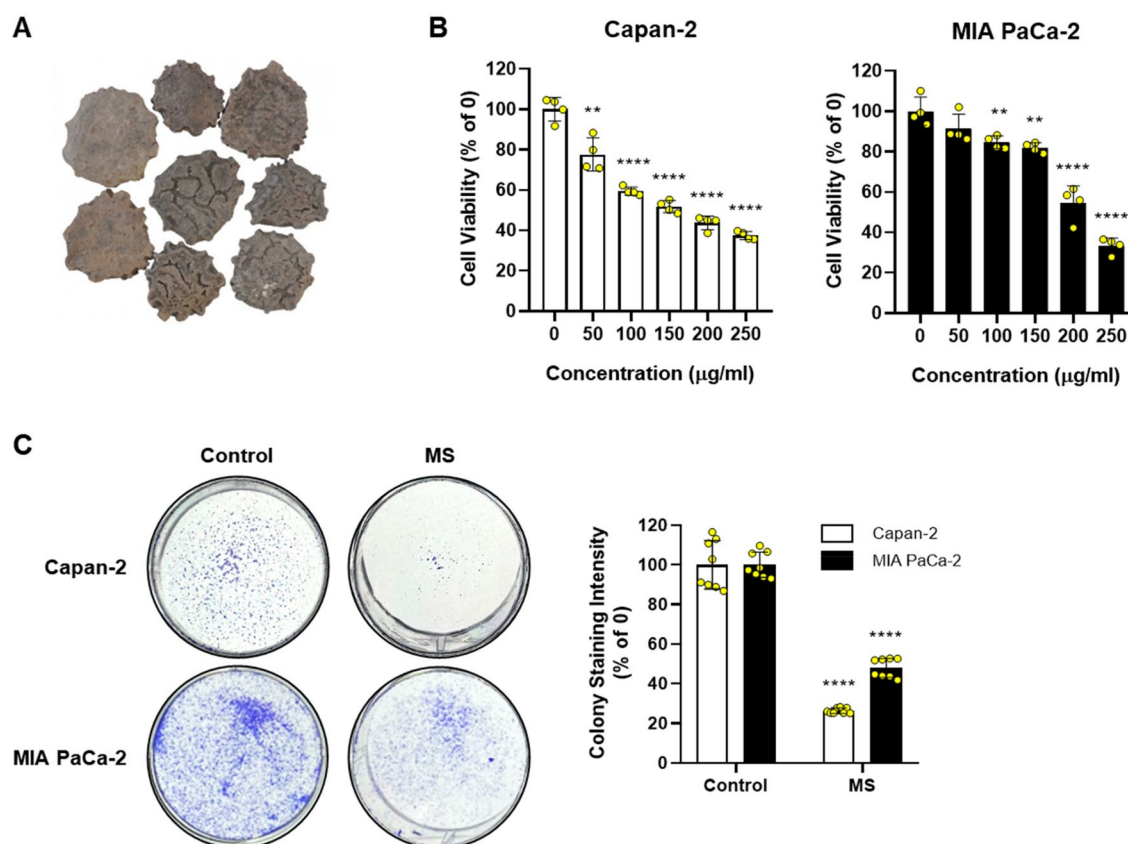 A
B
Capan-2
Cell Viability (% of 0)
120
100
80
60
40
20
0
**
****
****
****
****
0 50 100 150 200 250
Concentration (μg/ml)
MIA PaCa-2
Cell Viability (% of 0)
120
100
80
60
40
20
0
**
**
****
****
0 50 100 150 200 250
Concentration (μg/ml)
C
Control MS
Capan-2
MIA PaCa-2
Colony Staining Intensity
(% of 0)
120
100
80
60
40
20
0
Capan-2
MIA PaCa-2
****
****
Control MS